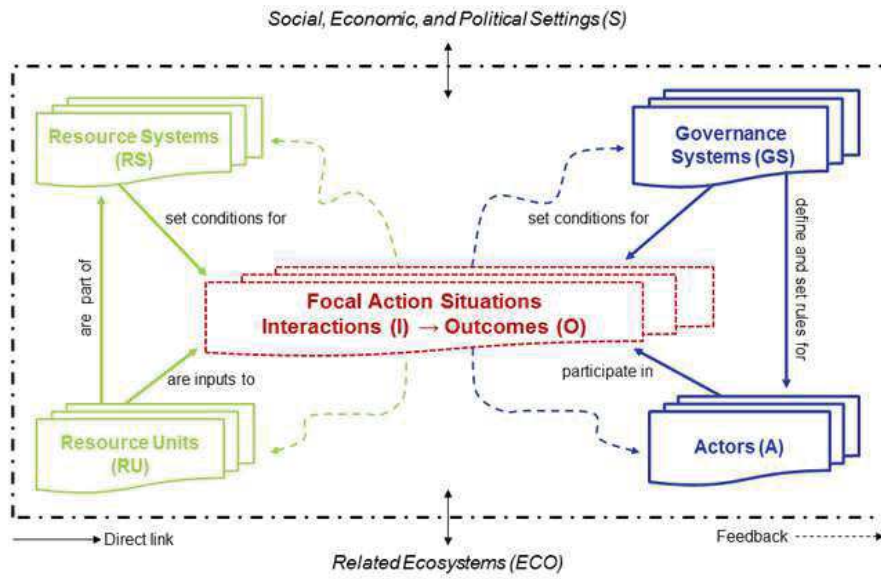 Social, Economic, and Political Settings (S)
Resource Systems
(RS)
Governance
Systems (GS)
set conditions for
set conditions for
are part of
define and set rules for
Focal Action Situations
Interactions (I) → Outcomes (O)
are inputs to
participate in
Resource Units
(RU)
Actors (A)
Direct link
Feedback
Related Ecosystems (ECO)